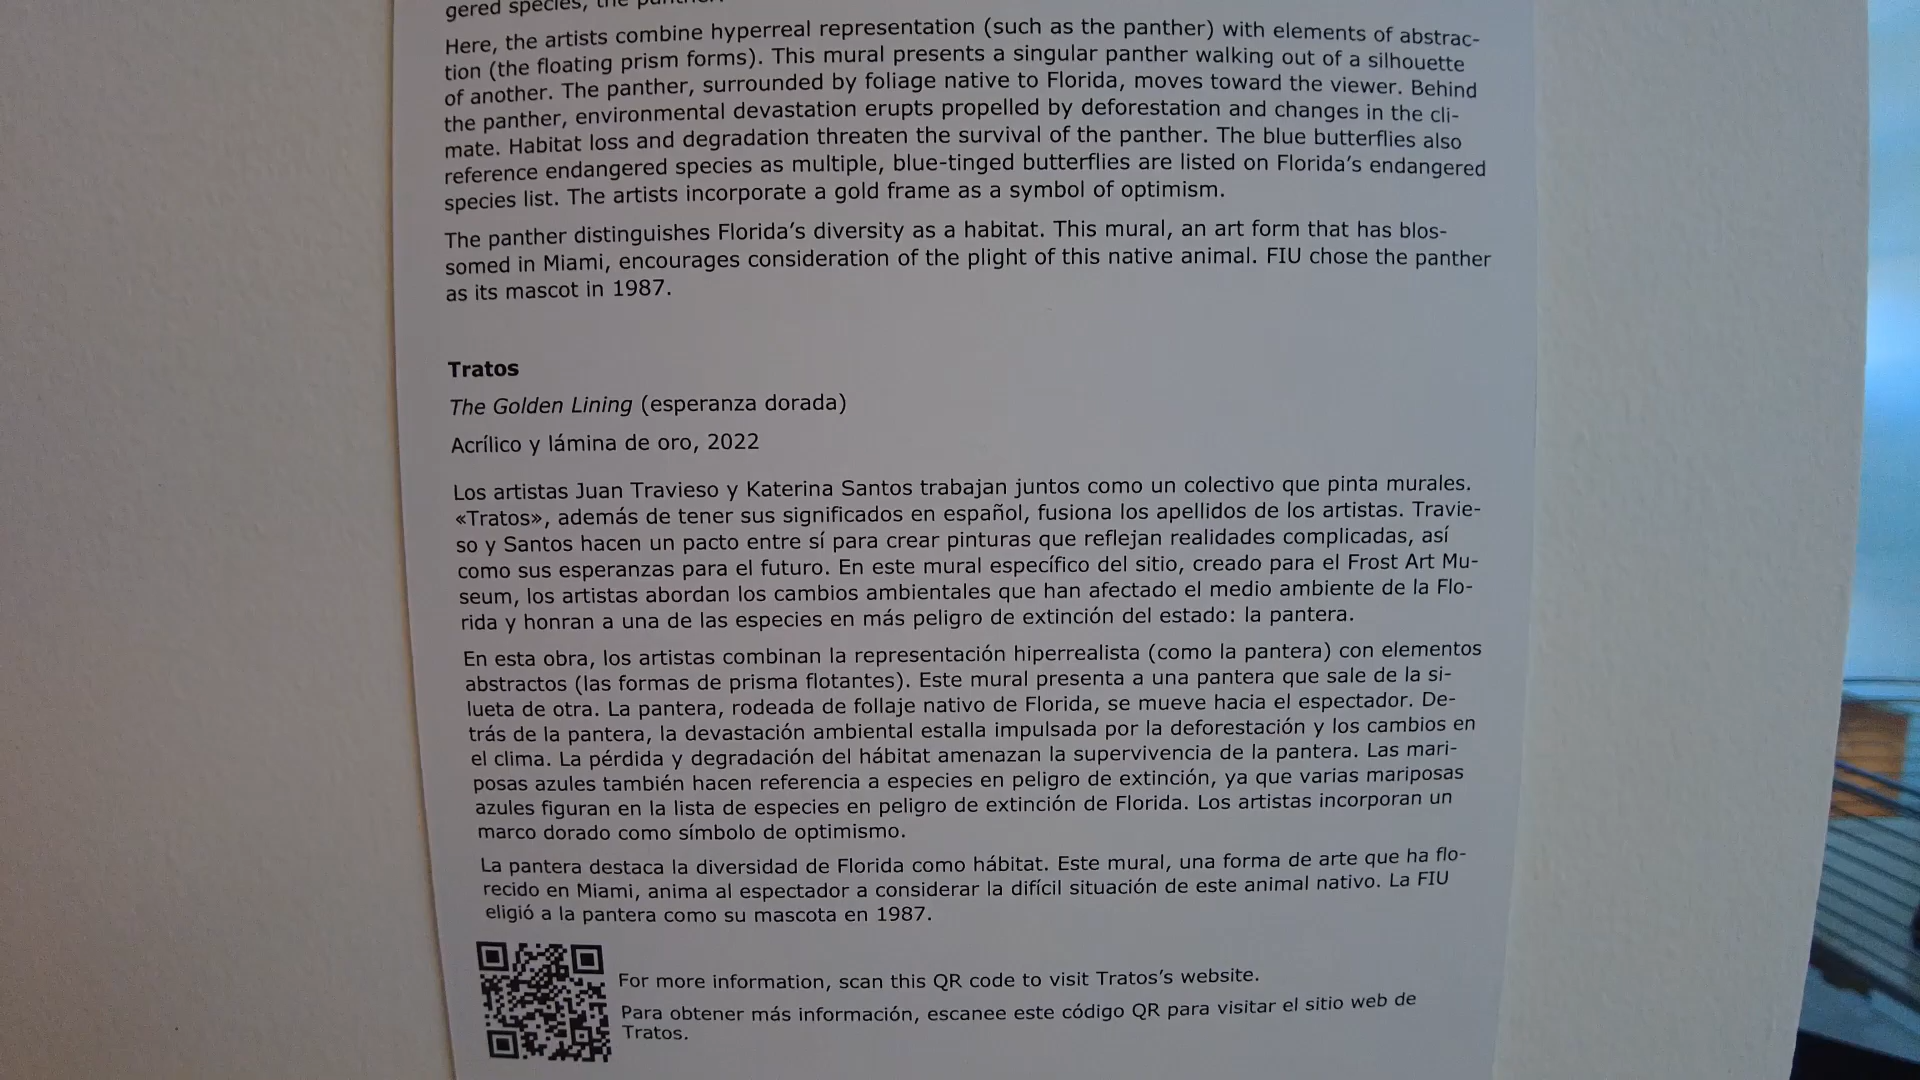 gered species, the panther.
Here, the artists combine hyperreal representation (such as the panther) with elements of abstrac-
tion (the floating prism forms). This mural presents a singular panther walking out of a silhouette
of another. The panther, surrounded by foliage native to Florida, moves toward the viewer. Behind
the panther, environmental devastation erupts propelled by deforestation and changes in the cli-
mate. Habitat loss and degradation threaten the survival of the panther. The blue butterflies also
reference endangered species as multiple, blue-tinged butterflies are listed on Florida's endangered
species list. The artists incorporate a gold frame as a symbol of optimism.
The panther distinguishes Florida's diversity as a habitat. This mural, an art form that has blos-
somed in Miami, encourages consideration of the plight of this native animal. FIU chose the panther
as its mascot in 1987.
Tratos
The Golden Lining (esperanza dorada)
Acrílico y lámina de oro, 2022
Los artistas Juan Travieso y Katerina Santos trabajan juntos como un colectivo que pinta murales.
«Tratos», además de tener sus significados en español, fusiona los apellidos de los artistas. Travie-
so y Santos hacen un pacto entre sí para crear pinturas que reflejan realidades complicadas, así
como sus esperanzas para el futuro. En este mural específico del sitio, creado para el Frost Art Mu-
seum, los artistas abordan los cambios ambientales que han afectado el medio ambiente de la Flo-
rida y honran a una de las especies en más peligro de extinción del estado: la pantera.
En esta obra, los artistas combinan la representación hiperrealista (como la pantera) con elementos
abstractos (las formas de prisma flotantes). Este mural presenta a una pantera que sale de la si-
lueta de otra. La pantera, rodeada de follaje nativo de Florida, se mueve hacia el espectador. De-
trás de la pantera, la devastación ambiental estalla impulsada por la deforestación y los cambios en
el clima. La pérdida y degradación del hábitat amenazan la supervivencia de la pantera. Las mari-
posas azules también hacen referencia a especies en peligro de extinción, ya que varias mariposas
azules figuran en la lista de especies en peligro de extinción de Florida. Los artistas incorporan un
marco dorado como símbolo de optimismo.
La pantera destaca la diversidad de Florida como hábitat. Este mural, una forma de arte que ha flo-
recido en Miami, anima al espectador a considerar la difícil situación de este animal nativo. La FIU
eligió a la pantera como su mascota en 1987.
For more information, scan this QR code to visit Tratos's website.
Para obtener más información, escanee este código QR para visitar el sitio web de
Tratos.